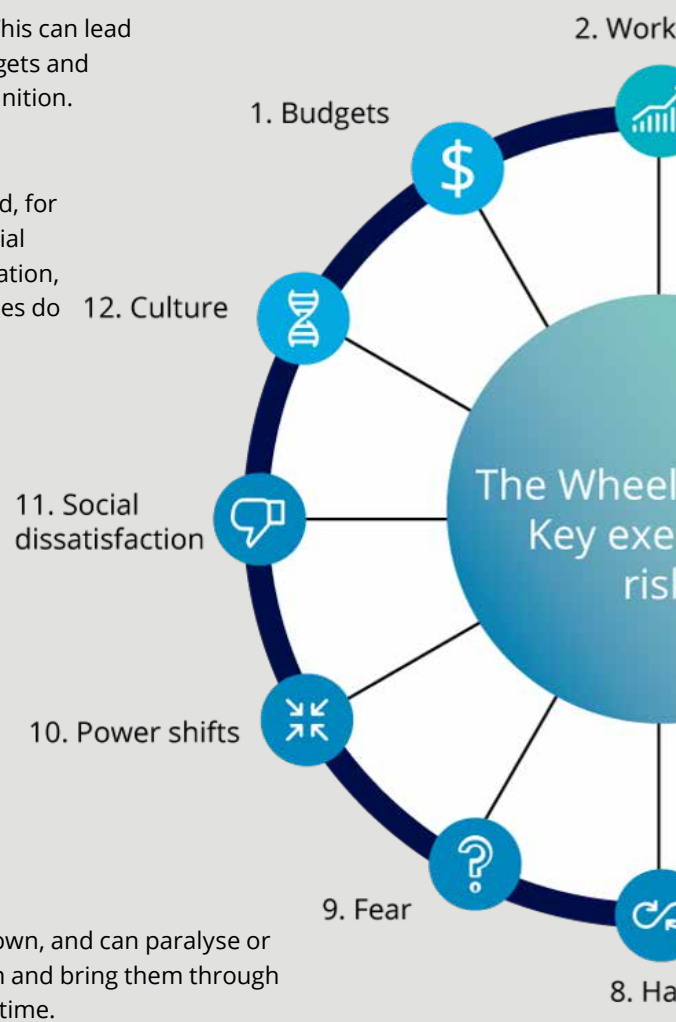 This can lead
gets and
nition.
d, for
ial
ation,
es do
2. Work
1. Budgets
$
12. Culture
11. Social
dissatisfaction
10. Power shifts
9. Fear
?
8. Ha
The Wheel
Key exe
ris
own, and can paralyse or
n and bring them through
time.